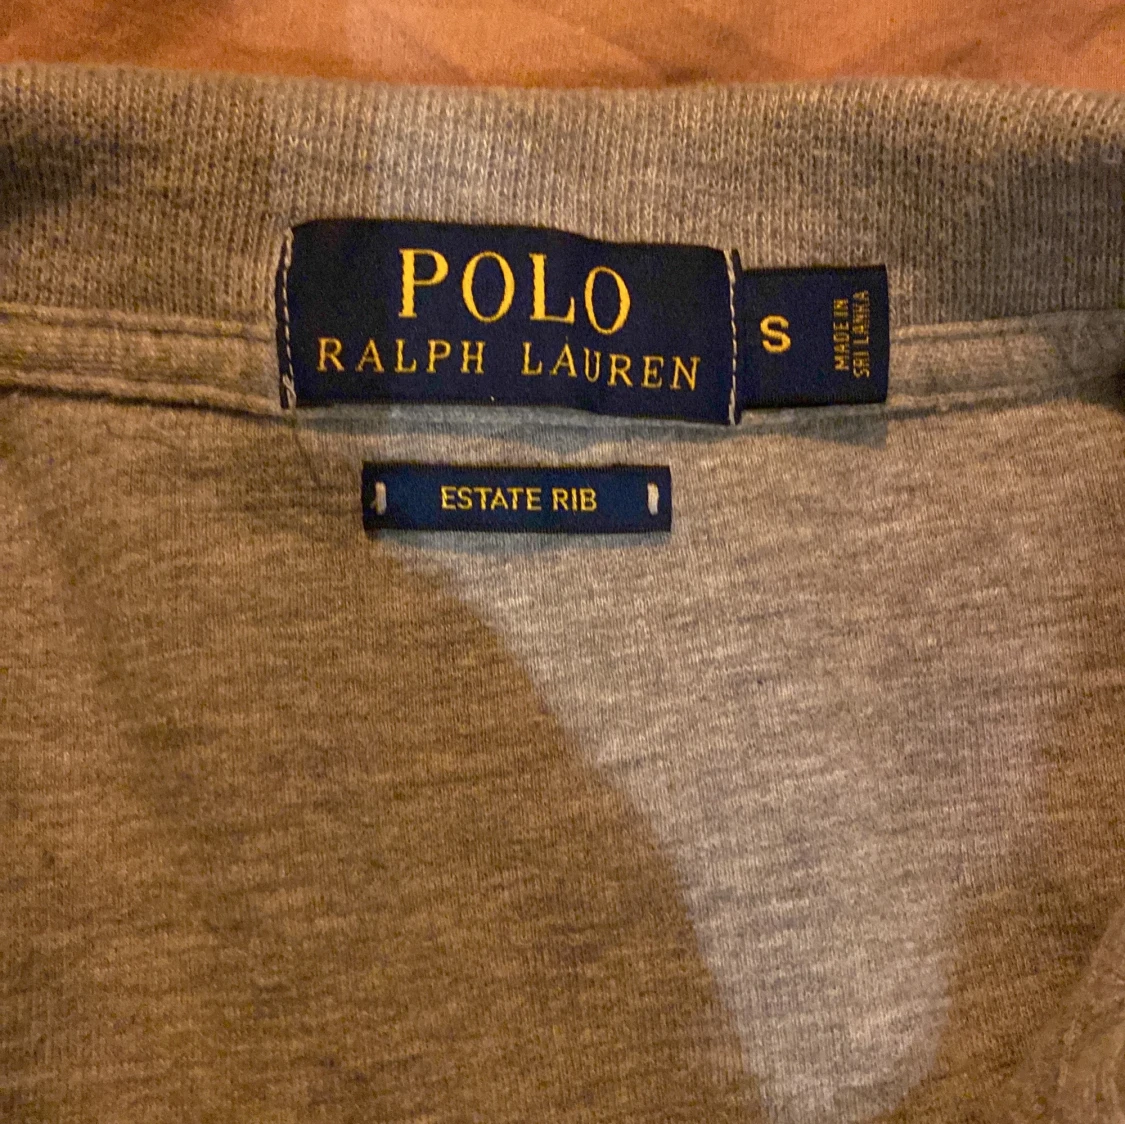 POLO
RALPH LAUREN
S
MADE IN
SRI LANKA
ESTATE RIB